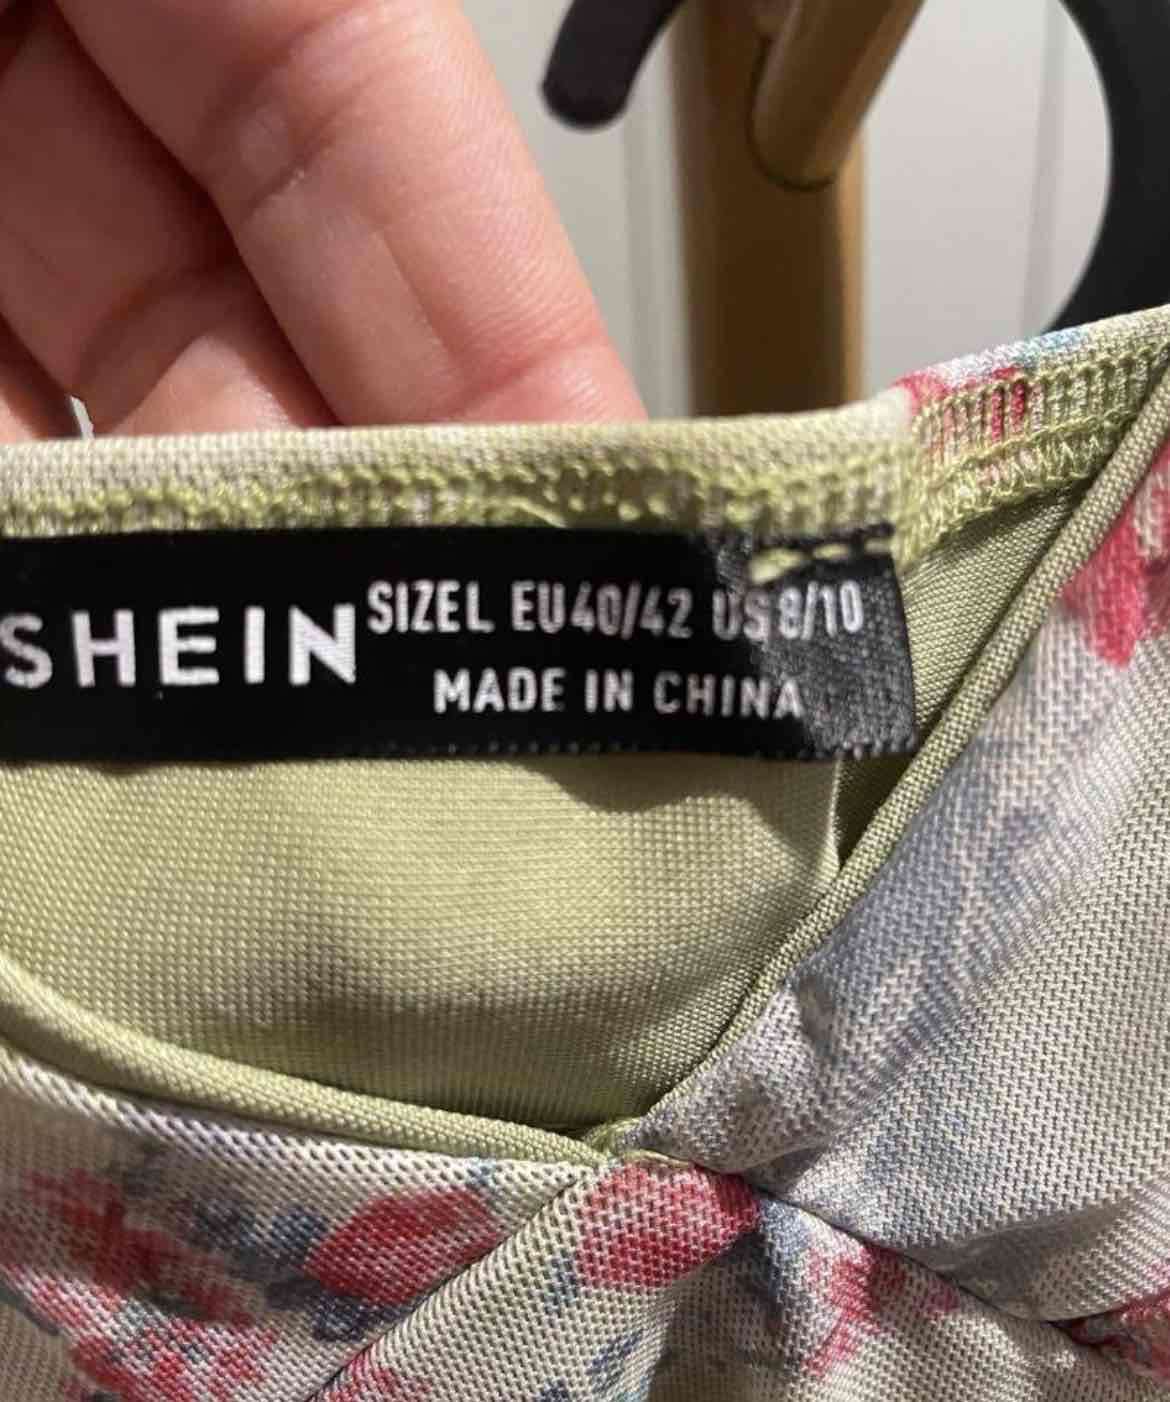 SHEIN
SIZEL EU40/42 US8/10
MADE IN CHINA